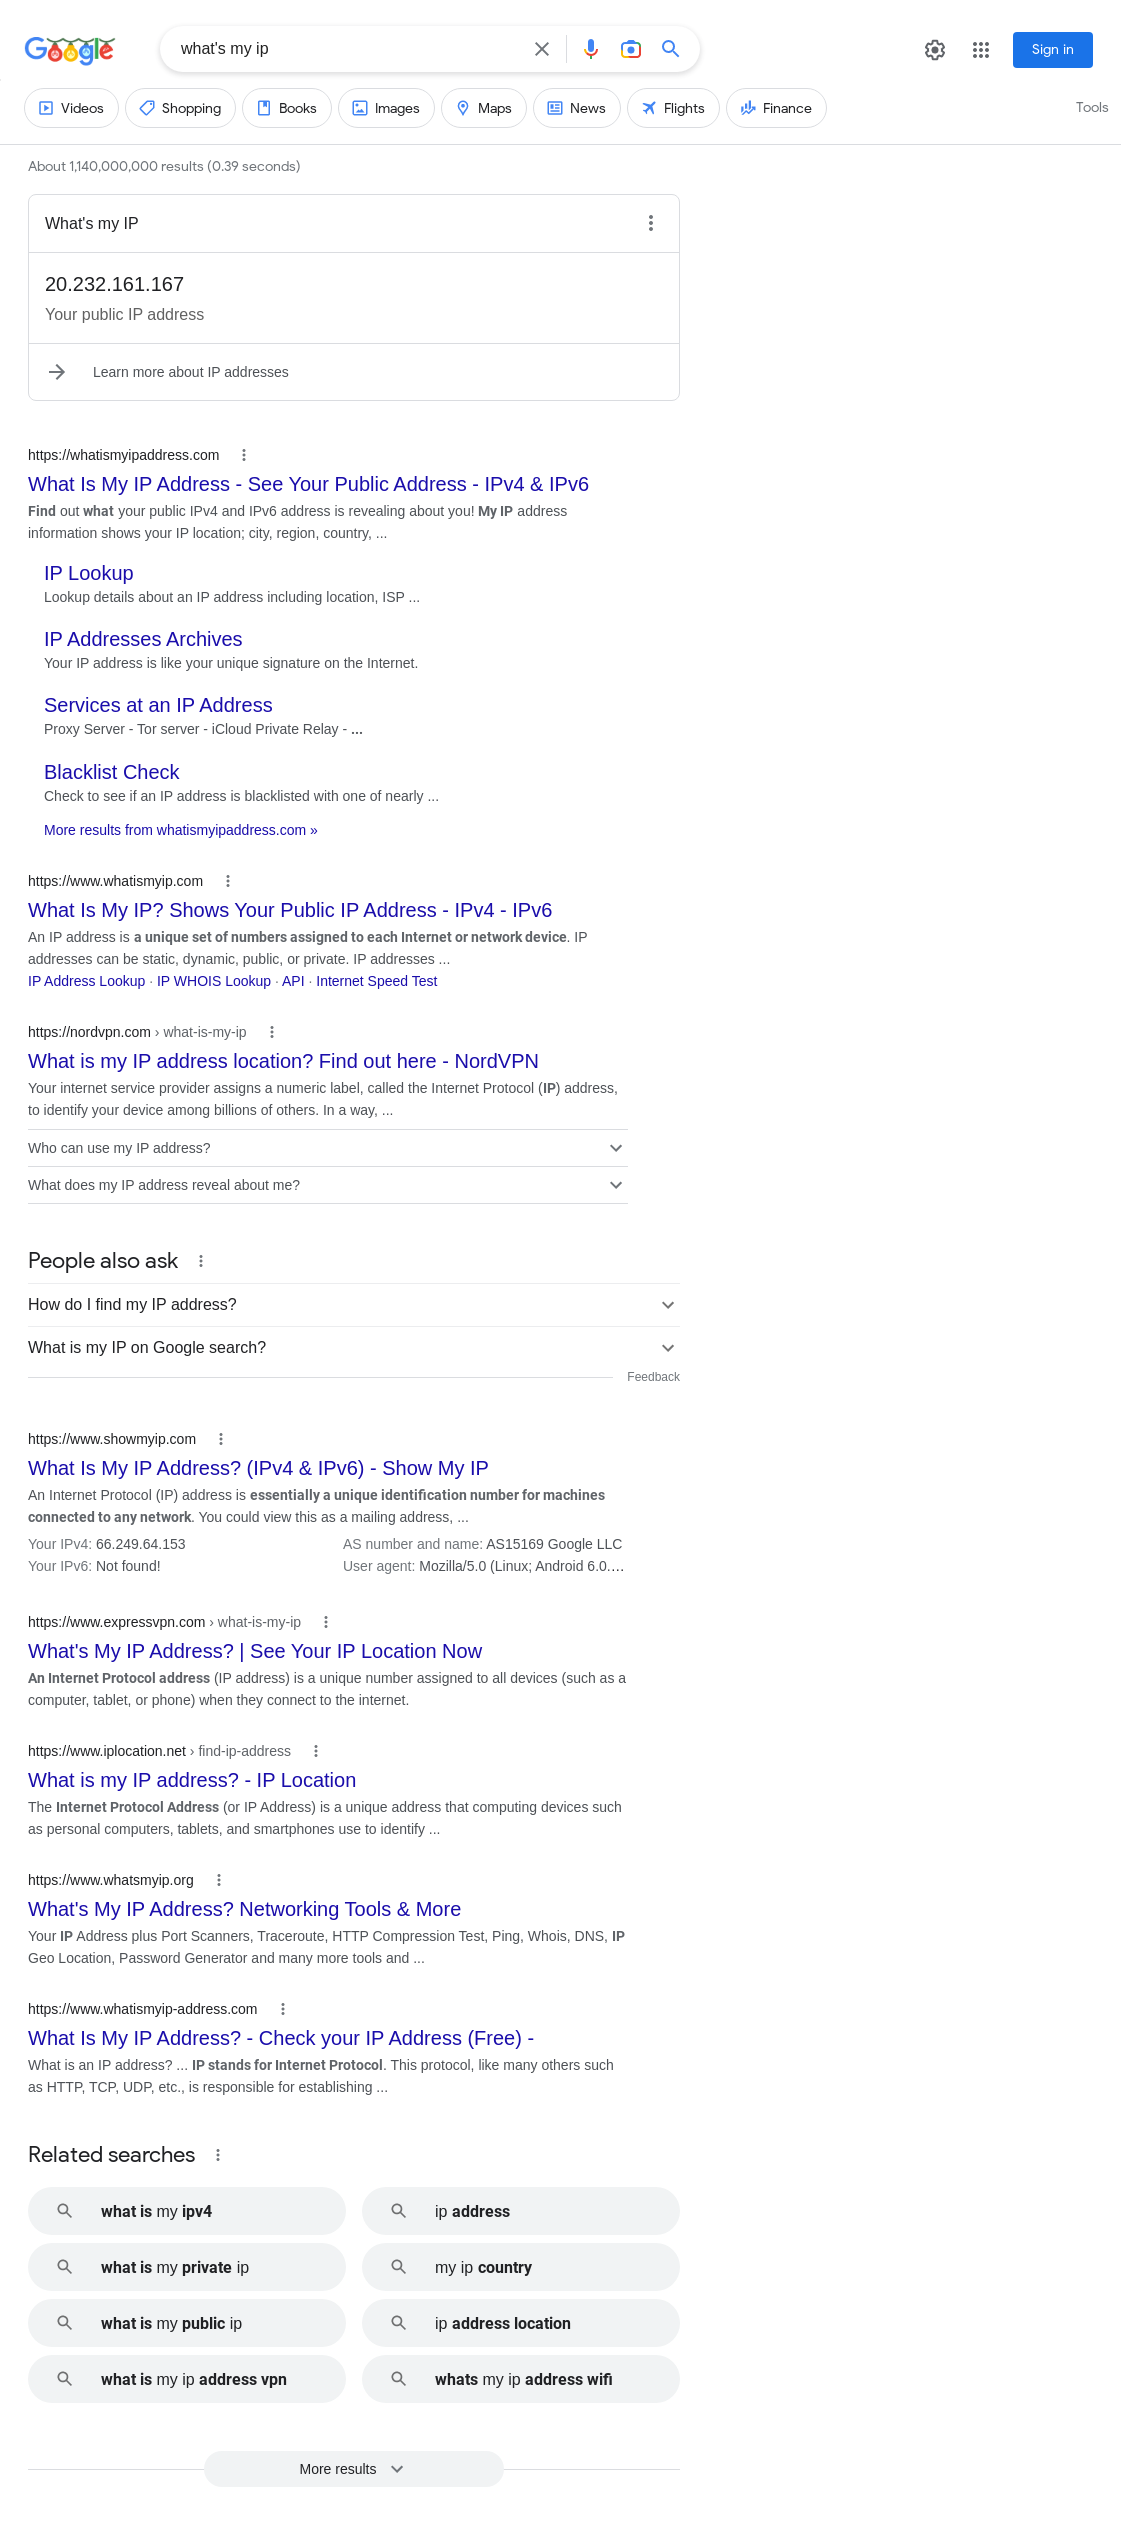 Google
what's my ip
Sign in
Videos
Shopping
Books
Images
Maps
News
Flights
Finance
Tools
About 1,140,000,000 results (0.39 seconds)
What's my IP
20.232.161.167
Your public IP address
Learn more about IP addresses
https://whatismyipaddress.com
What Is My IP Address - See Your Public Address - IPv4 & IPv6
Find out what your public IPv4 and IPv6 address is revealing about you! My IP address
information shows your IP location; city, region, country, ...
IP Lookup
Lookup details about an IP address including location, ISP ...
IP Addresses Archives
Your IP address is like your unique signature on the Internet.
Services at an IP Address
Proxy Server - Tor server - iCloud Private Relay - ...
Blacklist Check
Check to see if an IP address is blacklisted with one of nearly ...
More results from whatismyipaddress.com »
https://www.whatismyip.com
What Is My IP? Shows Your Public IP Address - IPv4 - IPv6
An IP address is a unique set of numbers assigned to each Internet or network device. IP
addresses can be static, dynamic, public, or private. IP addresses ...
IP Address Lookup · IP WHOIS Lookup · API · Internet Speed Test
https://nordvpn.com › what-is-my-ip
What is my IP address location? Find out here - NordVPN
Your internet service provider assigns a numeric label, called the Internet Protocol (IP) address,
to identify your device among billions of others. In a way, ...
Who can use my IP address?
What does my IP address reveal about me?
People also ask
How do I find my IP address?
What is my IP on Google search?
Feedback
https://www.showmyip.com
What Is My IP Address? (IPv4 & IPv6) - Show My IP
An Internet Protocol (IP) address is essentially a unique identification number for machines
connected to any network. You could view this as a mailing address, ...
Your IPv4: 66.249.64.153
AS number and name: AS15169 Google LLC
Your IPv6: Not found!
User agent: Mozilla/5.0 (Linux; Android 6.0.…
https://www.expressvpn.com › what-is-my-ip
What's My IP Address? | See Your IP Location Now
An Internet Protocol address (IP address) is a unique number assigned to all devices (such as a
computer, tablet, or phone) when they connect to the internet.
https://www.iplocation.net › find-ip-address
What is my IP address? - IP Location
The Internet Protocol Address (or IP Address) is a unique address that computing devices such
as personal computers, tablets, and smartphones use to identify ...
https://www.whatsmyip.org
What's My IP Address? Networking Tools & More
Your IP Address plus Port Scanners, Traceroute, HTTP Compression Test, Ping, Whois, DNS, IP
Geo Location, Password Generator and many more tools and ...
https://www.whatismyip-address.com
What Is My IP Address? - Check your IP Address (Free) -
What is an IP address? ... IP stands for Internet Protocol. This protocol, like many others such
as HTTP, TCP, UDP, etc., is responsible for establishing ...
Related searches
what is my ipv4
ip address
what is my private ip
my ip country
what is my public ip
ip address location
what is my ip address vpn
whats my ip address wifi
More results